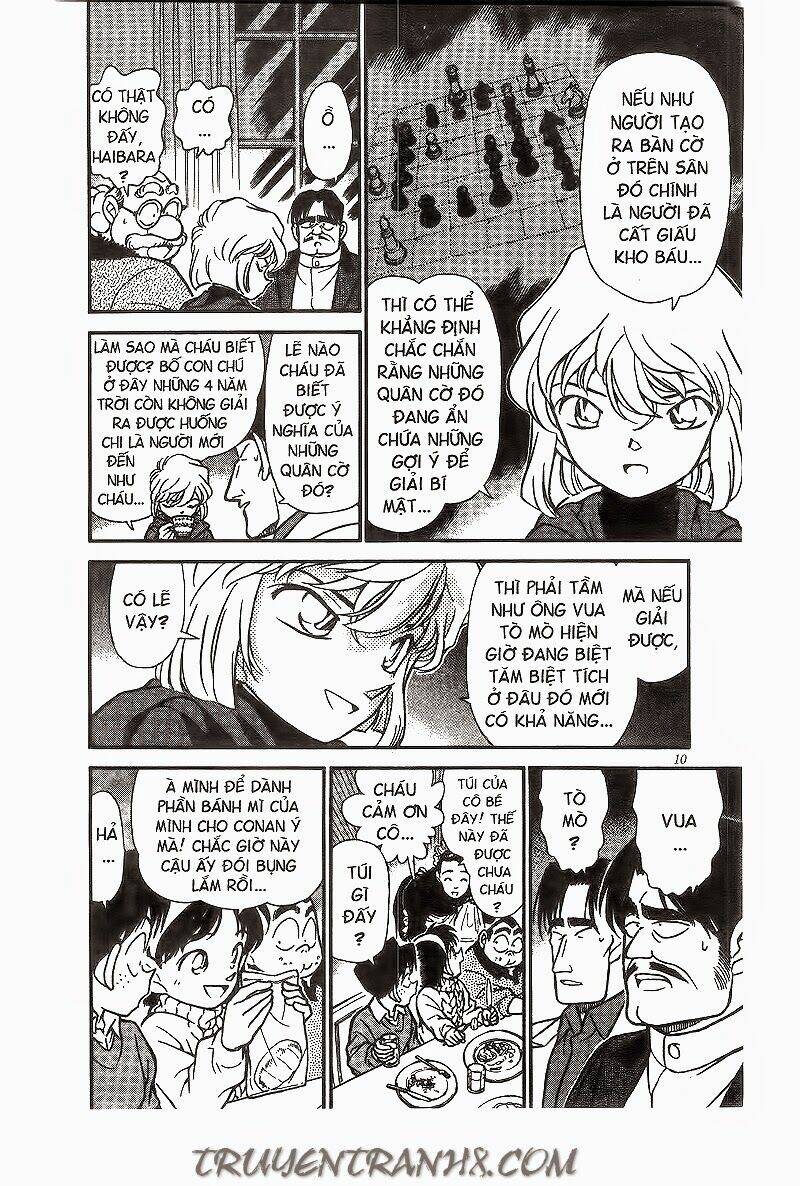 NẾU NHƯ
NGƯỜI TẠO
RA BÀN CỜ
Ở TRÊN SÂN
ĐÓ CHÍNH
LÀ NGƯỜI ĐÃ
CẤT GIẤU
KHO BÁU...
THÌ CÓ THỂ
KHẲNG ĐỊNH
CHẮC CHẮN
RẰNG NHỮNG
QUÂN CỜ ĐÓ
ĐANG ẨN
CHỨA NHỮNG
GỢI Ý ĐỂ
GIẢI BÍ
MẬT...
Ồ
...
CÓ
...
CÓ THẬT
KHÔNG
ĐẤY,
HAIBARA
?
LẼ NÀO
CHÁU ĐÃ
BIẾT
ĐƯỢC Ý
NGHĨA CỦA
NHỮNG
QUÂN CỜ
ĐÓ?
LÀM SAO MÀ CHÁU BIẾT
ĐƯỢC? BỐ CON CHÚ
Ở ĐÂY NHỮNG 4 NĂM
TRỜI CÒN KHÔNG GIẢI
RA ĐƯỢC HUỐNG
CHI LÀ NGƯỜI MỚI
ĐẾN
NHƯ
CHÁU...
MÀ NẾU
GIẢI
ĐƯỢC,
THÌ PHẢI TẦM
NHƯ ÔNG VUA
TÒ MÒ HIỆN
GIỜ ĐANG BIỆT
TĂM BIỆT TÍCH
Ở ĐÂU ĐÓ MỚI
CÓ KHẢ NĂNG...
CÓ LẼ
VẬY?
10
VUA
...
TÒ
MÒ
?
TÚI CỦA
CÔ BÉ
ĐÂY! THẾ
NÀY ĐÃ
ĐƯỢC
CHƯA
CHÁU
?
CHÁU
CẢM ƠN
CÔ...
TÚI
GÌ
ĐẤY
?
À MÌNH ĐỂ DÀNH
PHẦN BÁNH MÌ CỦA
MÌNH CHO CONAN Ý
MÀ! CHẮC GIỜ NÀY
CẬU ẤY ĐÓI BỤNG
LẮM RỒI...
HẢ
...
TRUYENTRANH8.COM